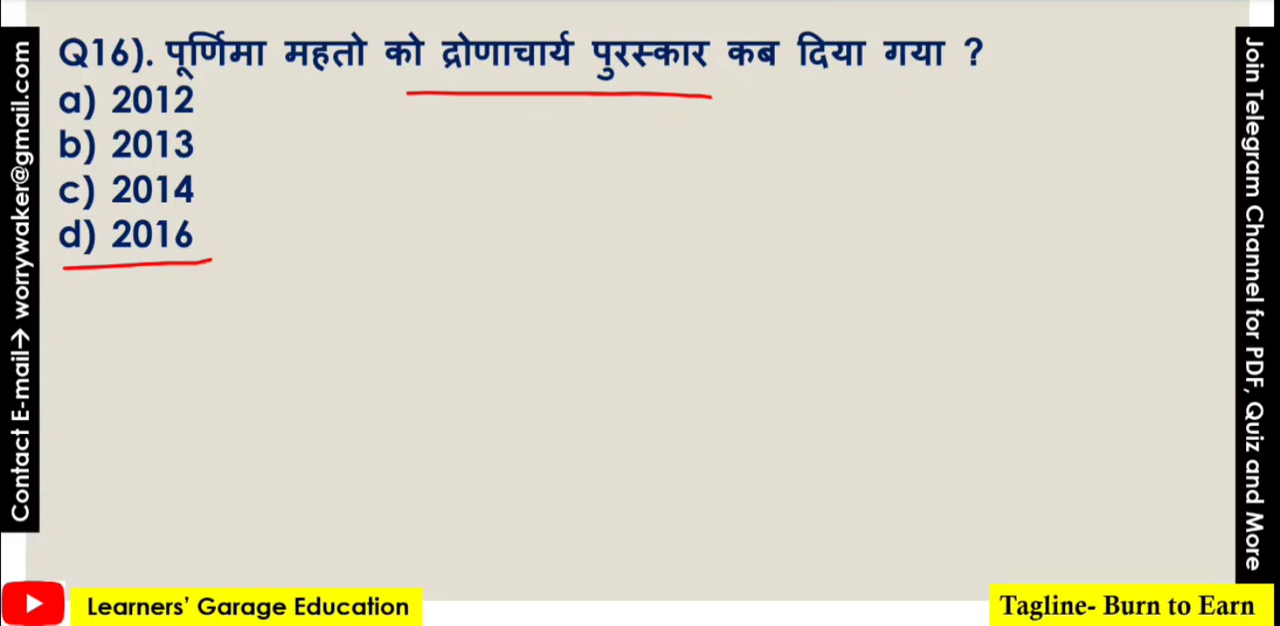 Q16). पूर्णिमा महतो को द्रोणाचार्य पुरस्कार कब दिया गया ?
a) 2012
b) 2013
c) 2014
d) 2016
Contact E-mail→ worrywaker@gmail.com
Join Telegram Channel for PDF, Quiz and More
Learners’ Garage Education
Tagline- Burn to Earn